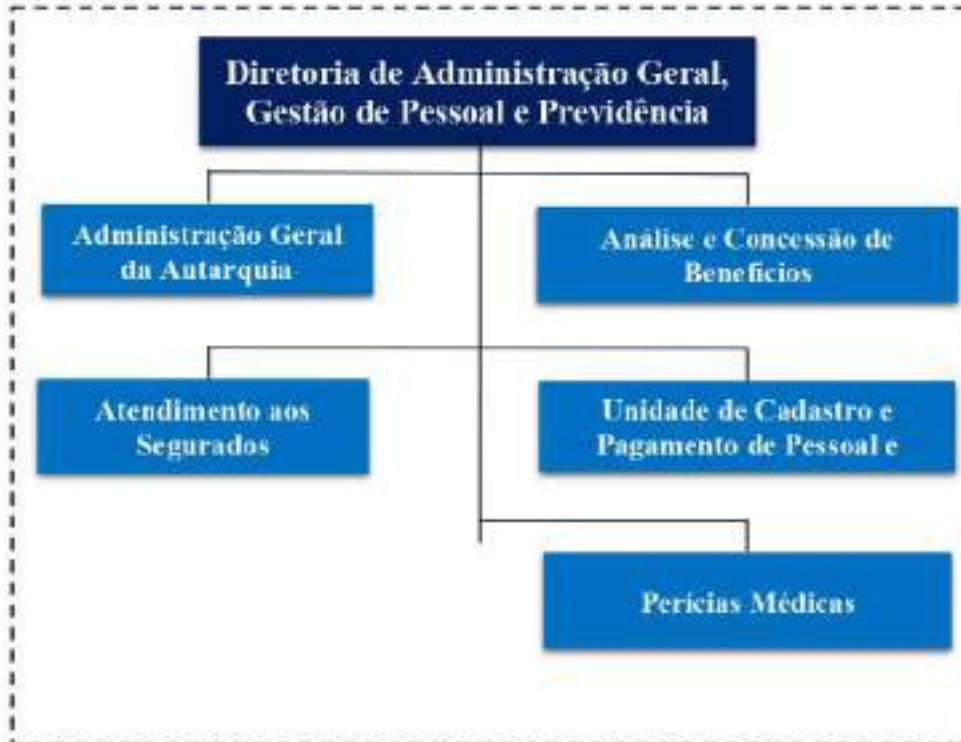 Diretoria de Administração Geral,
Gestão de Pessoal e Previdência
Administração Geral
da Autarquia
Análise e Concessão de
Benefícios
Atendimento aos
Segurados
Unidade de Cadastro e
Pagamento de Pessoal e
Perícias Médicas